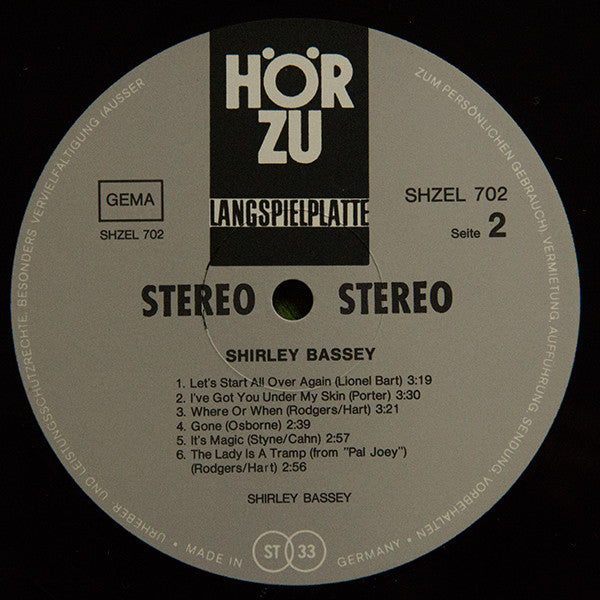 HÖR
ZU
LANGSPIELPLATTE
GEMA
SHZEL 702
SHZEL 702
Seite 2
STEREO STEREO
SHIRLEY BASSEY
1. Let's Start All Over Again (Lionel Bart) 3:19
2. I've Got You Under My Skin (Porter) 3:30
3. Where Or When (Rodgers/Hart) 3:21
4. Gone (Osborne) 2:39
5. It's Magic (Styne/Cahn) 2:57
6. The Lady Is A Tramp (from "Pal Joey")
(Rodgers/Hart) 2:56
SHIRLEY BASSEY
URHEBER- UND LEISTUNGSSCHUTZRECHTE, BESONDERS VERVIELFÄLTIGUNG (AUSSER
ZUM PERSÖNLICHEN GEBRAUCH), VERMIETUNG, AUFFÜHRUNG, SENDUNG, VORBEHALTEN
• MADE IN ST 33 GERMANY •